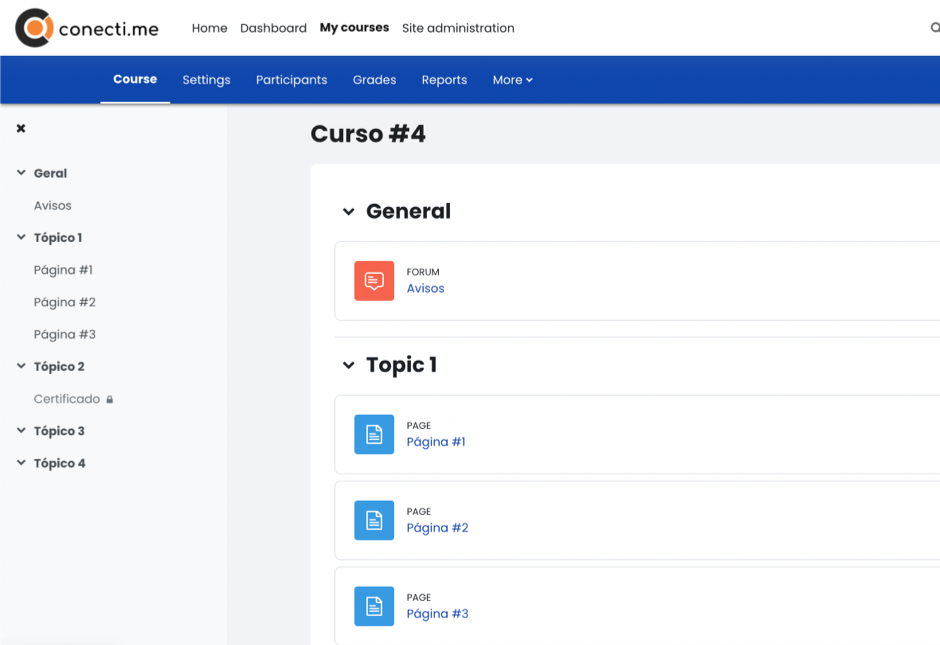 conecti.me
Home Dashboard My courses Site administration
Course Settings Participants Grades Reports More
Geral
Avisos
Tópico 1
Página #1
Página #2
Página #3
Tópico 2
Certificado
Tópico 3
Tópico 4
Curso #4
General
FORUM
Avisos
Topic 1
PAGE
Página #1
PAGE
Página #2
PAGE
Página #3